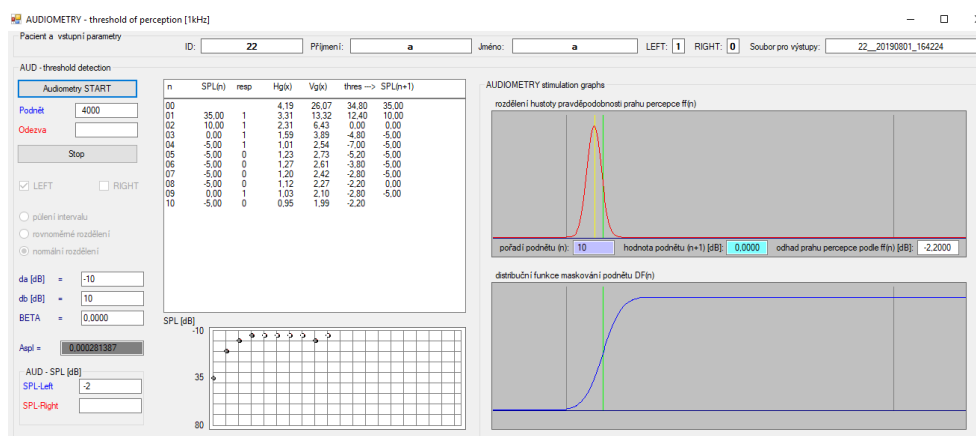 AUDIOMETRY - threshold of perception [1kHz]
Pacient a vstupní parametry
ID: 22 Příjmení: a Jméno: a LEFT: 1 RIGHT: 0 Soubor pro výstupy: 22__20190801_164224
AUD - threshold detection
Audiometry START
Podnět 4000
Odezva
Stop
LEFT RIGHT
půlení intervalu
rovnoměrné rozdělení
normální rozdělení
da [dB] = -10
db [dB] = 10
BETA = 0,0000
Aspl = 0,000281387
AUD - SPL [dB]
SPL-Left -2
SPL-Right
n SPL(n) resp Hg(x) Vg(x) thres --> SPL(n+1)
00 4,19 26,07 34,80 35,00
01 35,00 1 3,31 13,32 12,40 10,00
02 10,00 1 2,31 6,43 0,00 0,00
03 0,00 1 1,59 3,89 -4,80 -5,00
04 -5,00 1 1,01 2,54 -7,00 -5,00
05 -5,00 0 1,23 2,73 -5,20 -5,00
06 -5,00 0 1,27 2,61 -3,80 -5,00
07 -5,00 0 1,20 2,42 -2,80 -5,00
08 -5,00 0 1,12 2,27 -2,20 0,00
09 0,00 1 1,03 2,10 -2,80 -5,00
10 -5,00 0 0,95 1,99 -2,20
SPL [dB]
-10
35
80
AUDIOMETRY stimulation graphs
rozdělení hustoty pravděpodobnosti prahu percepce ff(n)
pořadí podnětu (n): 10 hodnota podnětu (n+1) [dB]: 0,0000 odhad prahu percepce podle ff(n) [dB]: -2,2000
distribuční funkce maskování podnětu DF(n)